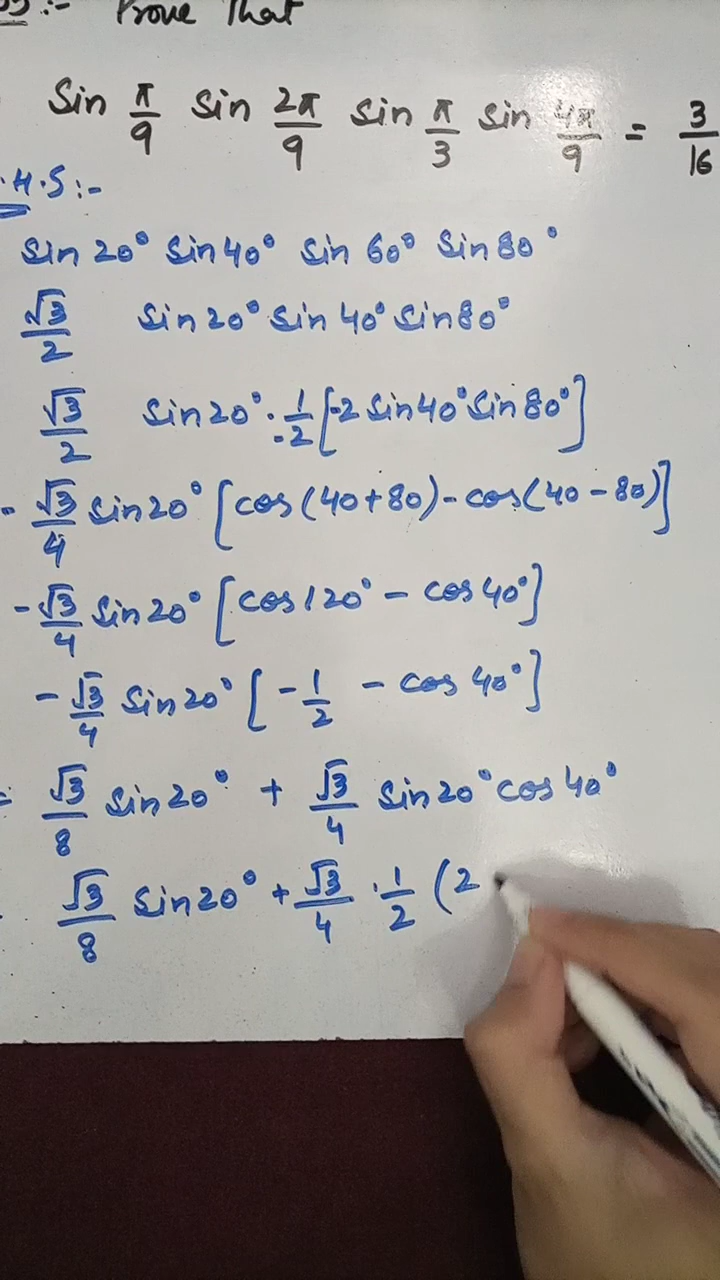 :- Prove That
Sin π/9 Sin 2π/9 Sin π/3 Sin 4π/9 = 3/16
.H.S:-
Sin 20° Sin 40° Sin 60° Sin 80°
√3/2 Sin 20° Sin 40° Sin 80°
√3/2 Sin 20° · 1/-2 [-2 Sin 40° Sin 80°]
- √3/4 Sin 20° [cos(40+80) - cos(40-80)]
- √3/4 Sin 20° [cos 120° - cos 40°]
- √3/4 Sin 20° [-1/2 - cos 40°]
= √3/8 Sin 20° + √3/4 Sin 20° cos 40°
√3/8 Sin 20° + √3/4 · 1/2 (2